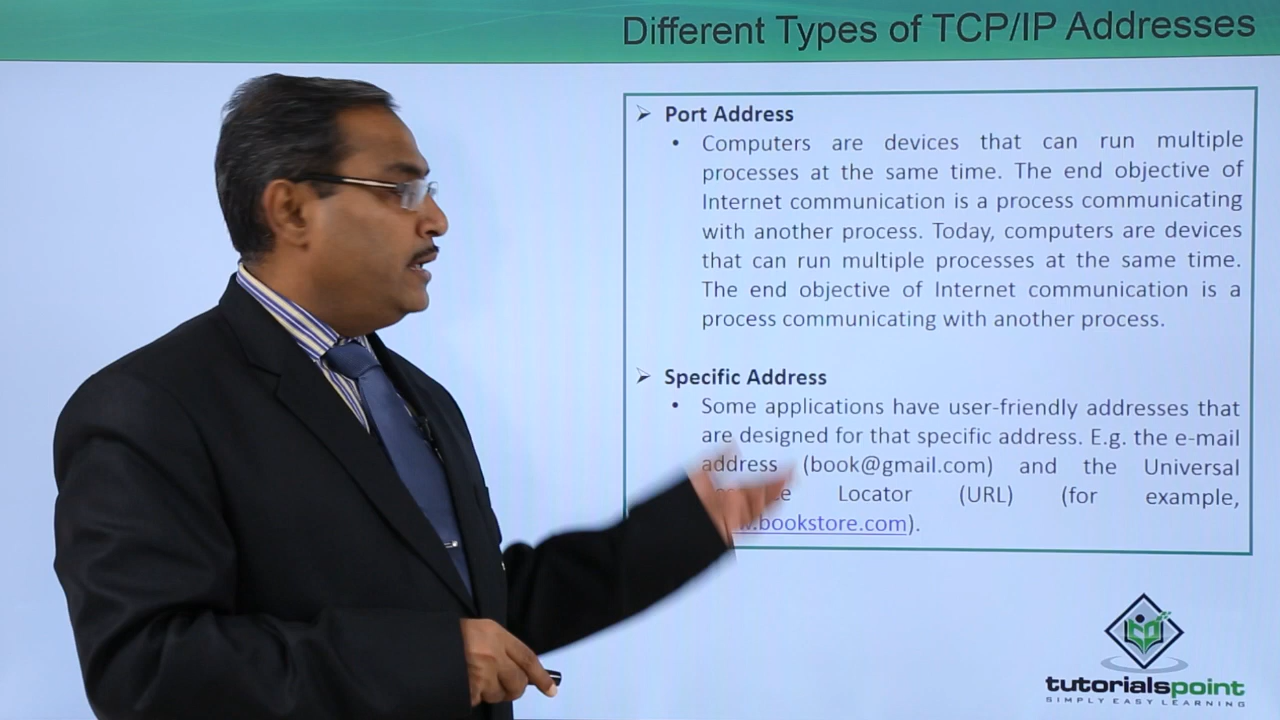 Different Types of TCP/IP Addresses
Port Address
Computers are devices that can run multiple
processes at the same time. The end objective of
Internet communication is a process communicating
with another process. Today, computers are devices
that can run multiple processes at the same time.
The end objective of Internet communication is a
process communicating with another process.
Specific Address
Some applications have user-friendly addresses that
are designed for that specific address. E.g. the e-mail
address (book@gmail.com) and the Universal
Locator (URL) (for example,
.bookstore.com).
tutorialspoint
SIMPLY EASY LEARNING